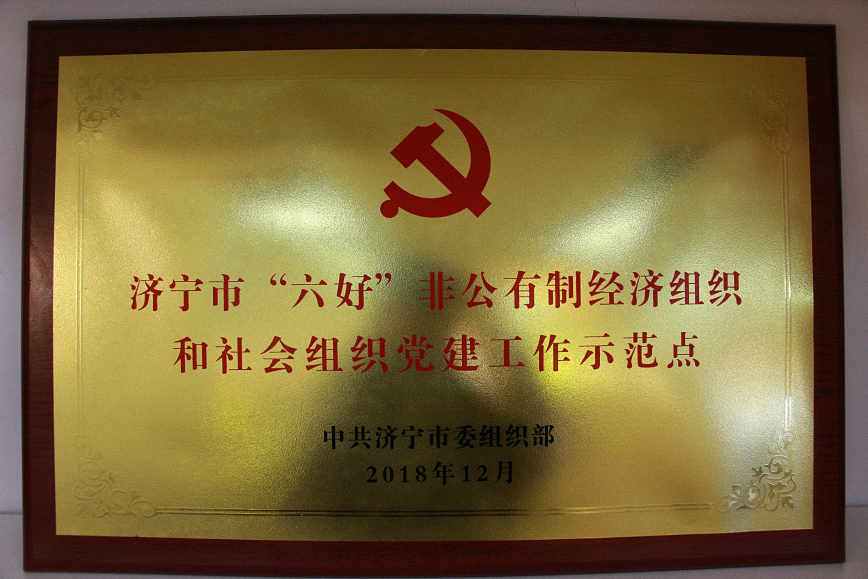 济宁市“六好”非公有制经济组织
和社会组织党建工作示范点
中共济宁市委组织部
2018年12月